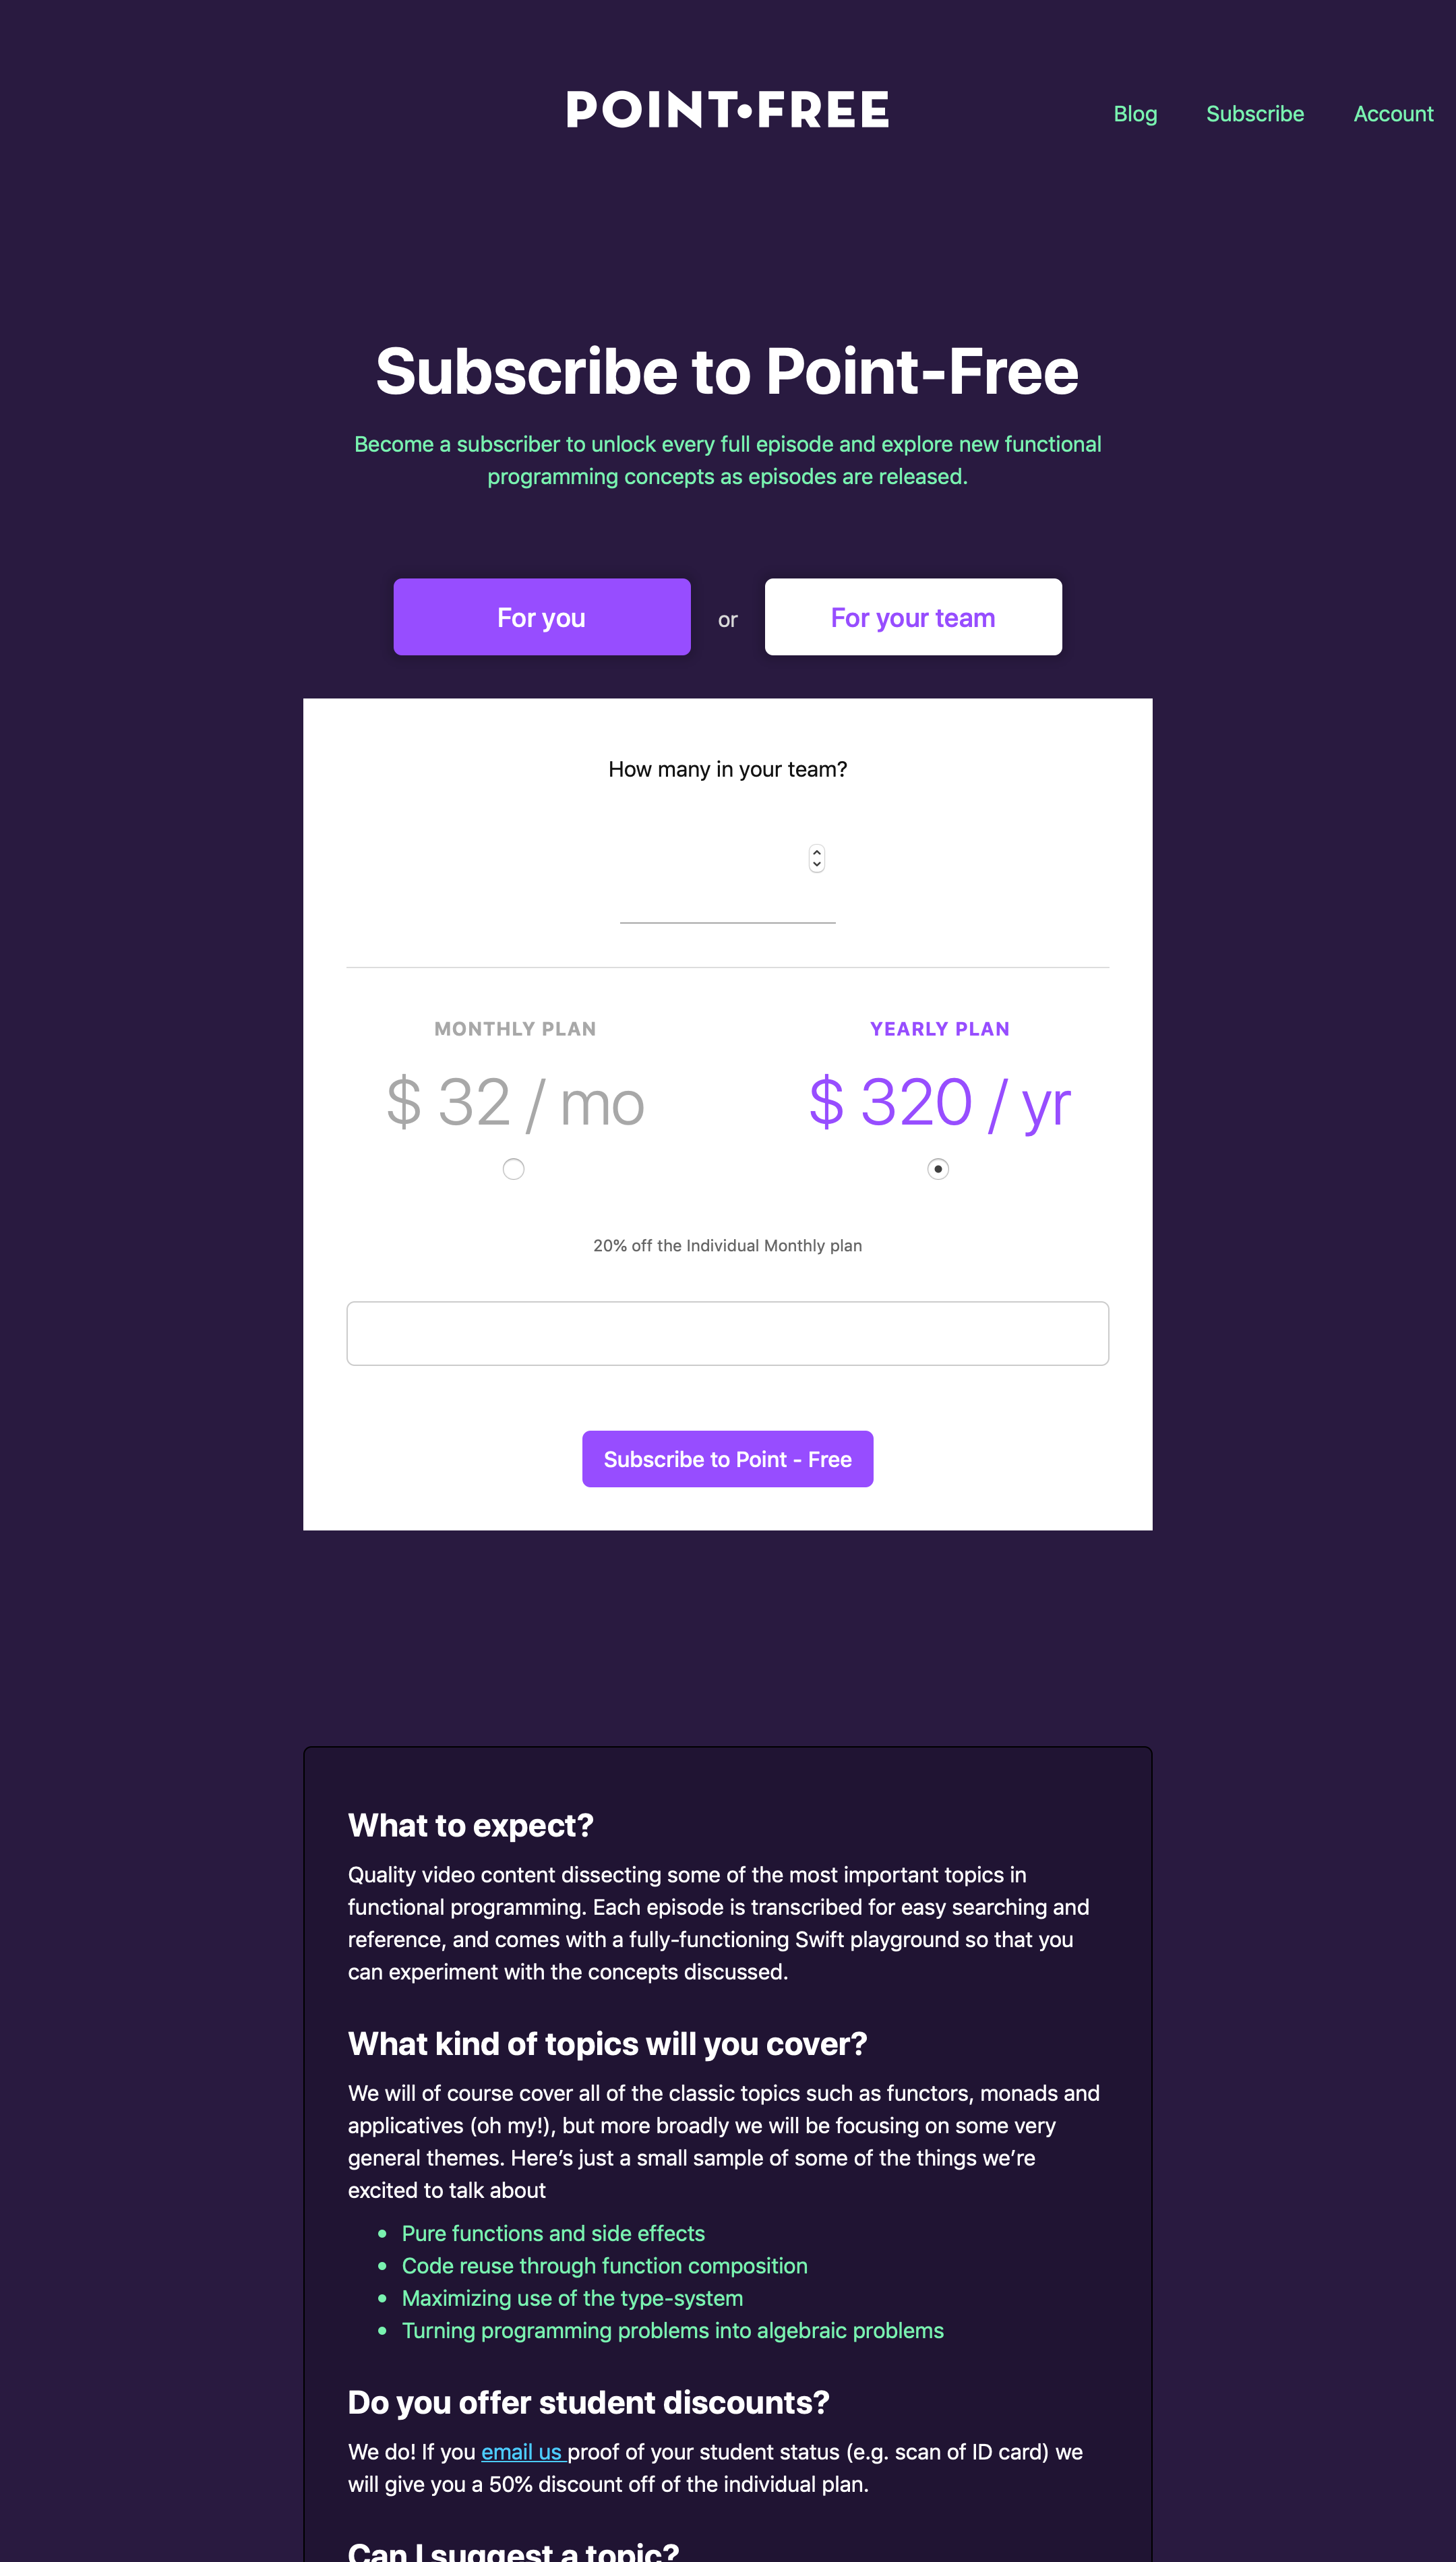 POINT•FREE
Blog Subscribe Account
Subscribe to Point-Free
Become a subscriber to unlock every full episode and explore new functional
programming concepts as episodes are released.
For you or For your team
How many in your team?
MONTHLY PLAN YEARLY PLAN
$ 32 / mo $ 320 / yr
20% off the Individual Monthly plan
Subscribe to Point - Free
What to expect?
Quality video content dissecting some of the most important topics in
functional programming. Each episode is transcribed for easy searching and
reference, and comes with a fully-functioning Swift playground so that you
can experiment with the concepts discussed.
What kind of topics will you cover?
We will of course cover all of the classic topics such as functors, monads and
applicatives (oh my!), but more broadly we will be focusing on some very
general themes. Here’s just a small sample of some of the things we’re
excited to talk about
• Pure functions and side effects
• Code reuse through function composition
• Maximizing use of the type-system
• Turning programming problems into algebraic problems
Do you offer student discounts?
We do! If you email us proof of your student status (e.g. scan of ID card) we
will give you a 50% discount off of the individual plan.
Can I suggest a topic?